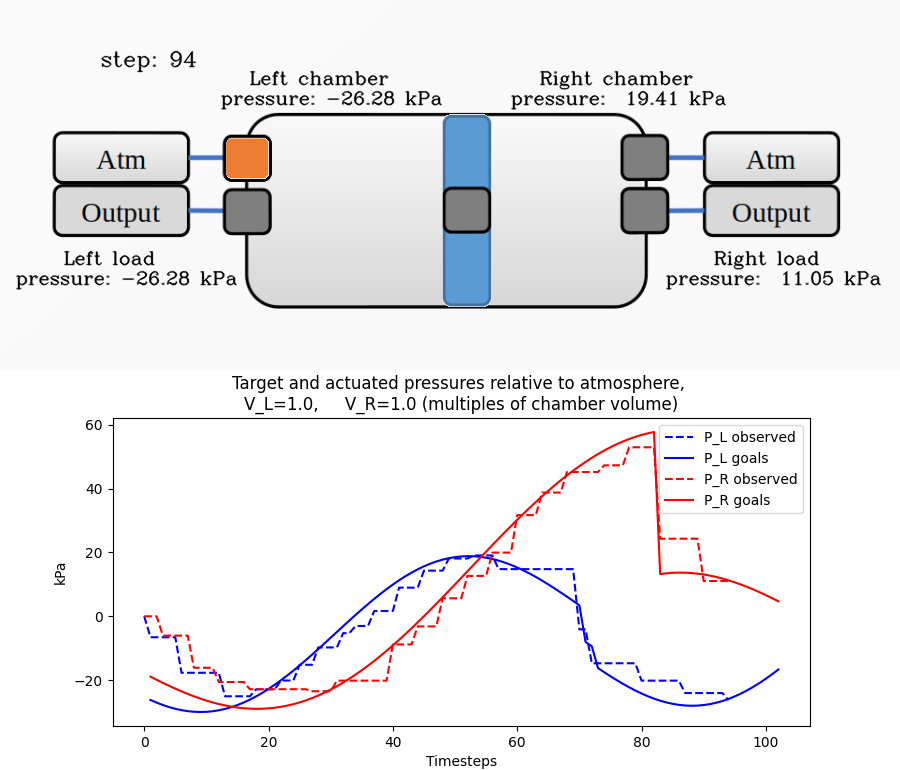 step: 94
Left chamber
pressure: −26.28 kPa
Right chamber
pressure: 19.41 kPa
Atm
Output
Atm
Output
Left load
pressure: −26.28 kPa
Right load
pressure: 11.05 kPa
Target and actuated pressures relative to atmosphere,
V_L=1.0, V_R=1.0 (multiples of chamber volume)
P_L observed
P_L goals
P_R observed
P_R goals
60
40
20
0
−20
kPa
0 20 40 60 80 100
Timesteps